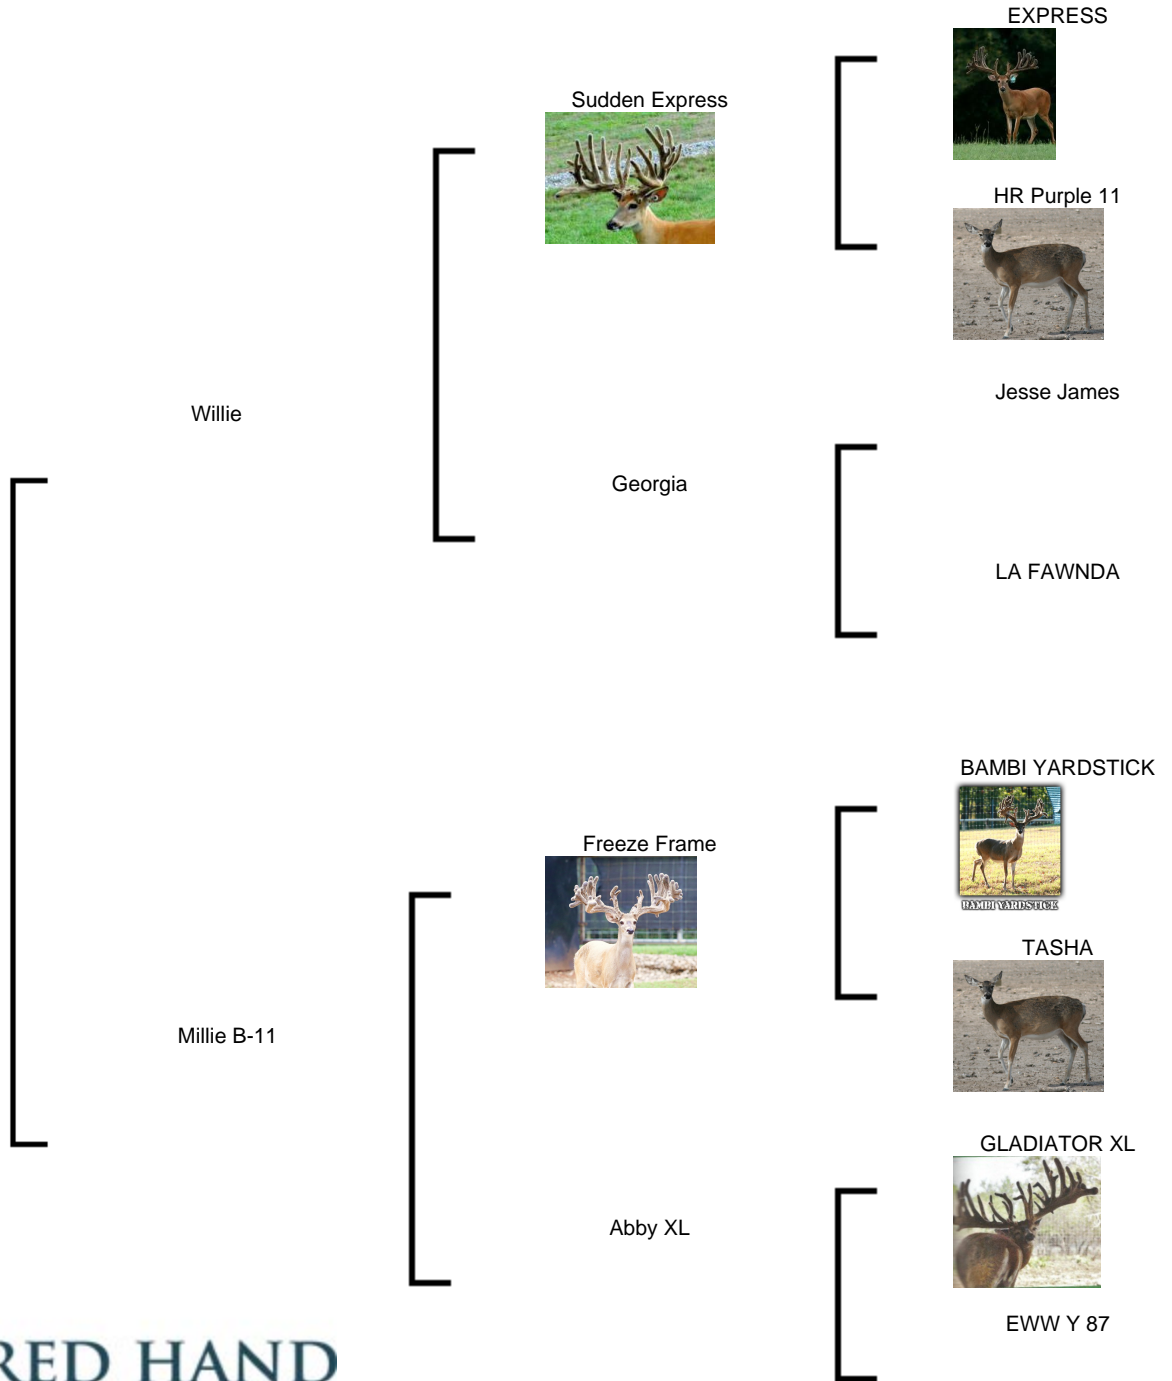 EXPRESS
Sudden Express
HR Purple 11
Jesse James
Willie
Georgia
LA FAWNDA
BAMBI YARDSTICK
Freeze Frame
BAMBI YARDSTICK
TASHA
Millie B-11
GLADIATOR XL
Abby XL
EWW Y 87
RED HAND